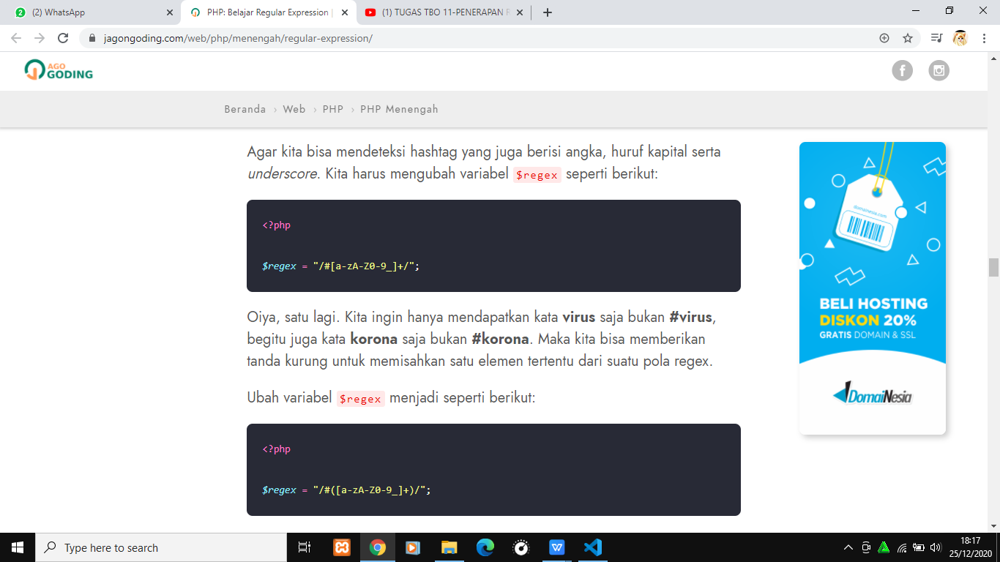 (2) WhatsApp
PHP: Belajar Regular Expression |
(1) TUGAS TBO 11-PENERAPAN R
jagongoding.com/web/php/menengah/regular-expression/
AGO
GODING
Beranda › Web › PHP › PHP Menengah
Agar kita bisa mendeteksi hashtag yang juga berisi angka, huruf kapital serta
underscore. Kita harus mengubah variabel $regex seperti berikut:
<?php
$regex = "/#[a-zA-Z0-9_]+/";
Oiya, satu lagi. Kita ingin hanya mendapatkan kata virus saja bukan #virus,
begitu juga kata korona saja bukan #korona. Maka kita bisa memberikan
tanda kurung untuk memisahkan satu elemen tertentu dari suatu pola regex.
Ubah variabel $regex menjadi seperti berikut:
<?php
$regex = "/#([a-zA-Z0-9_]+)/";
domainesia.com
BELI HOSTING
DISKON 20%
GRATIS DOMAIN & SSL
DomaiNesia
Type here to search
18:17
25/12/2020